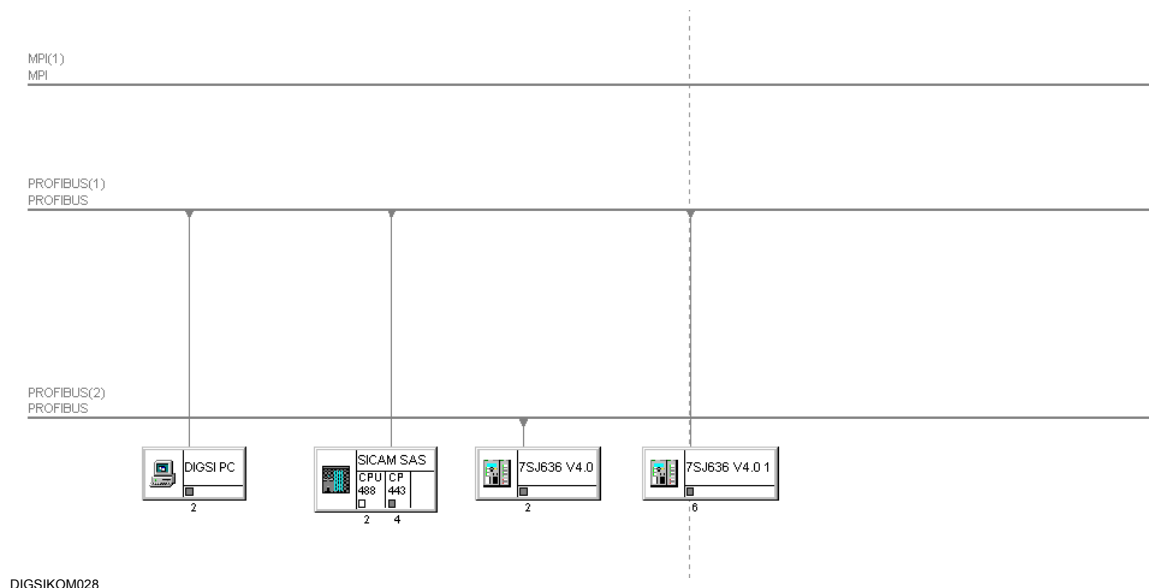 MPI(1)
MPI
PROFIBUS(1)
PROFIBUS
PROFIBUS(2)
PROFIBUS
DIGSI PC
2
SICAM SAS
CPU CP
488 443
2 4
7SJ636 V4.0
2
7SJ636 V4.0 1
6
DIGSIKOM028